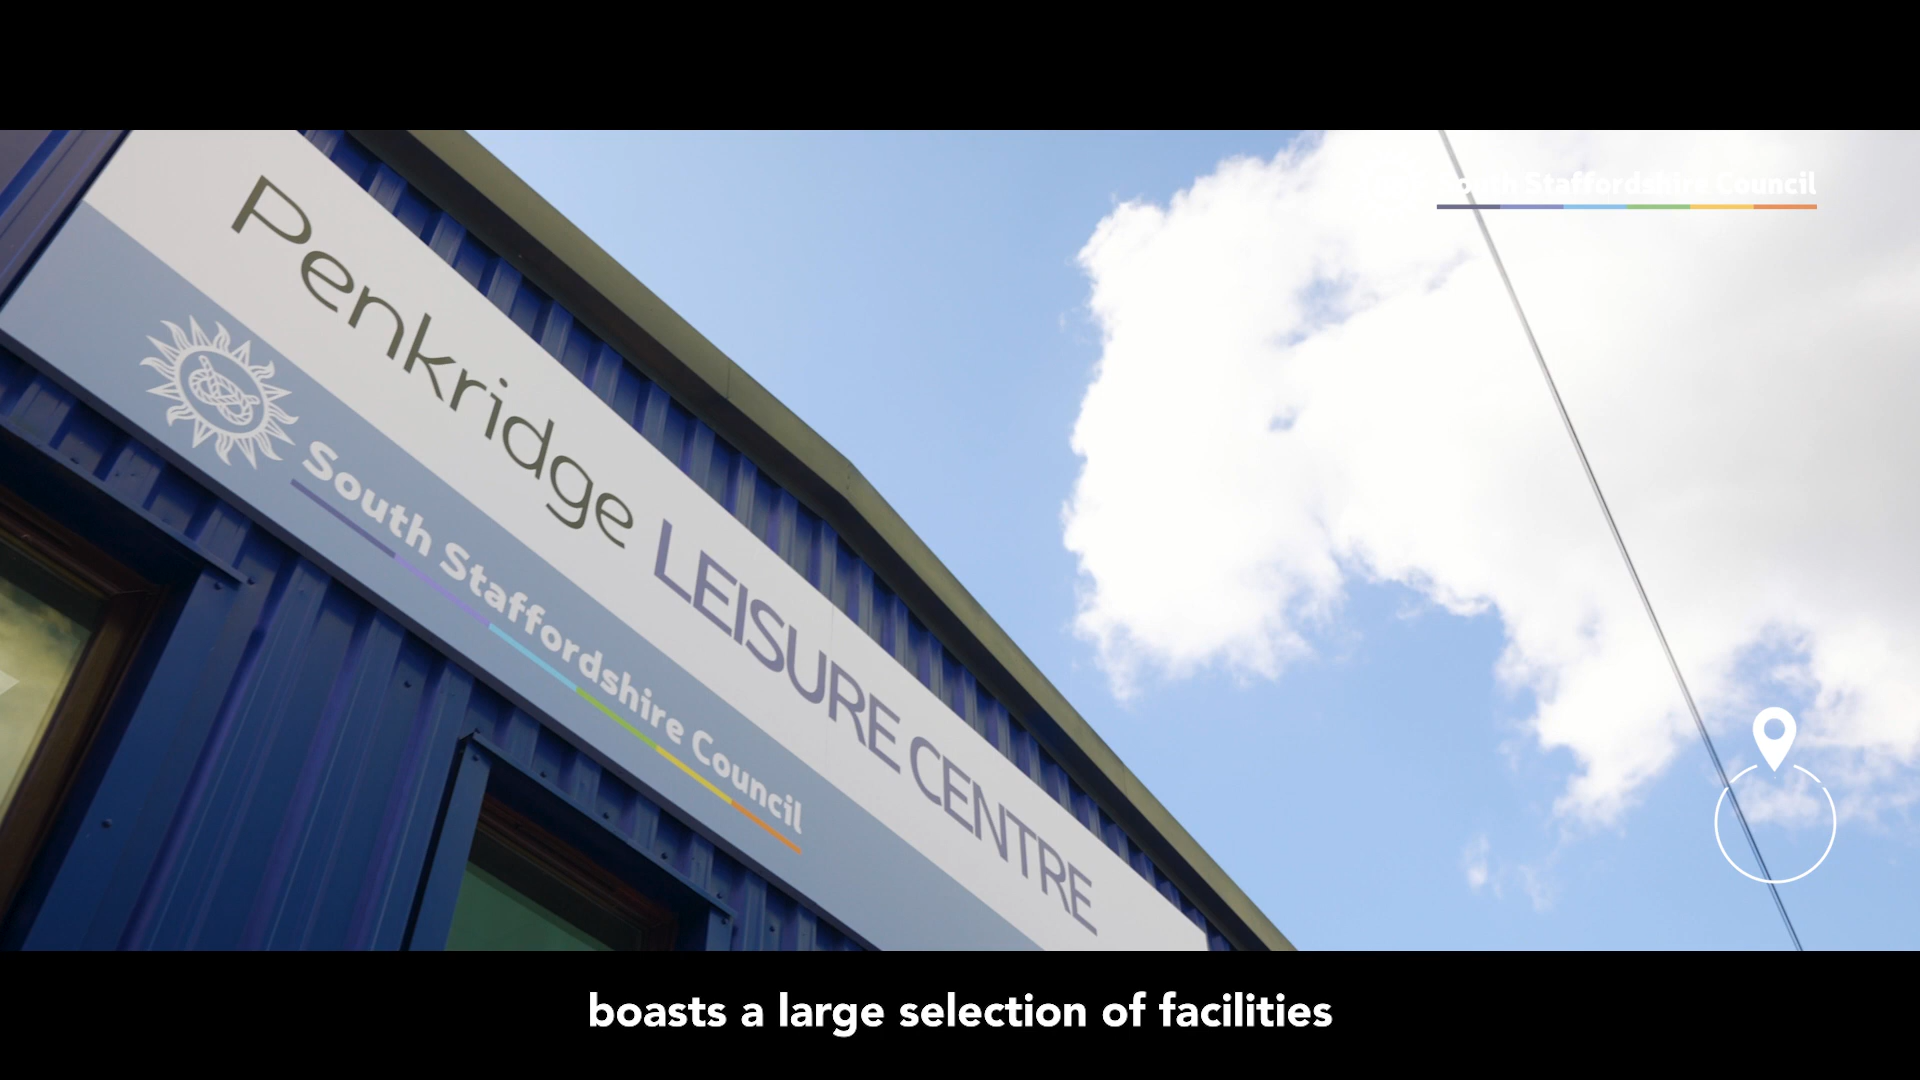 South Staffordshire Council
Penkridge LEISURE CENTRE
South Staffordshire Council
boasts a large selection of facilities